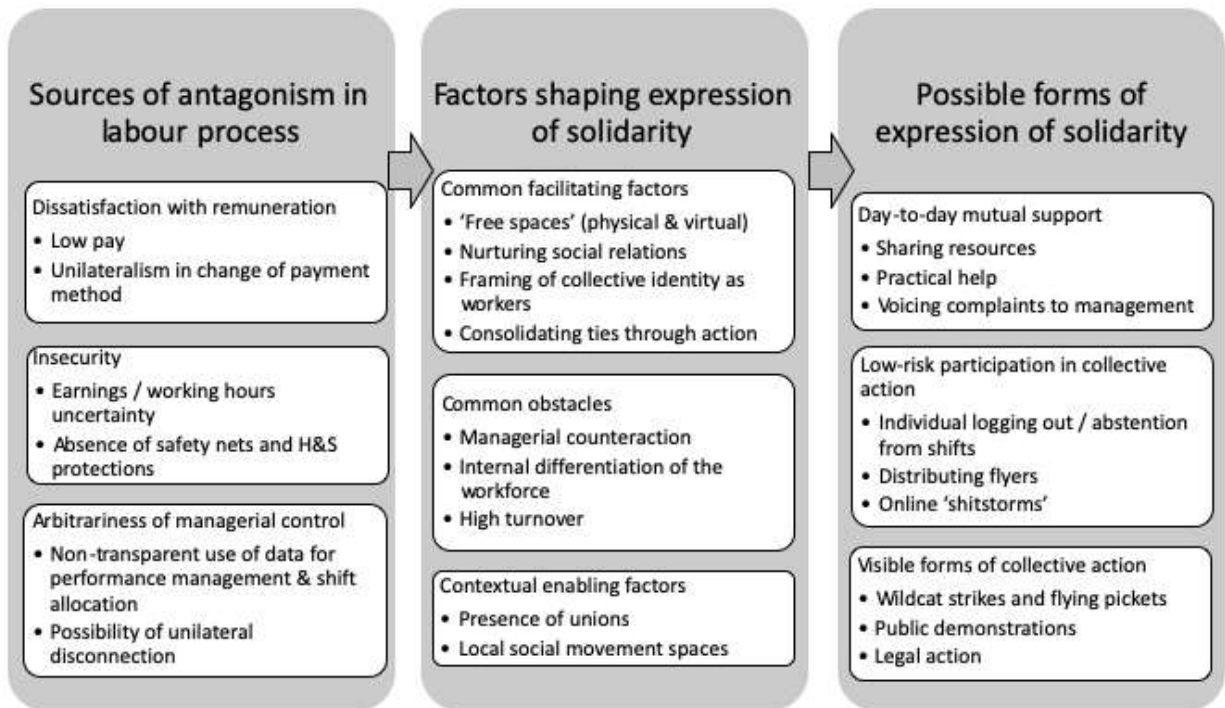 Sources of antagonism in
labour process
Dissatisfaction with remuneration
• Low pay
• Unilateralism in change of payment
method
Insecurity
• Earnings / working hours
uncertainty
• Absence of safety nets and H&S
protections
Arbitrariness of managerial control
• Non-transparent use of data for
performance management & shift
allocation
• Possibility of unilateral
disconnection
Factors shaping expression
of solidarity
Common facilitating factors
• ‘Free spaces’ (physical & virtual)
• Nurturing social relations
• Framing of collective identity as
workers
• Consolidating ties through action
Common obstacles
• Managerial counteraction
• Internal differentiation of the
workforce
• High turnover
Contextual enabling factors
• Presence of unions
• Local social movement spaces
Possible forms of
expression of solidarity
Day-to-day mutual support
• Sharing resources
• Practical help
• Voicing complaints to management
Low-risk participation in collective
action
• Individual logging out / abstention
from shifts
• Distributing flyers
• Online ‘shitstorms’
Visible forms of collective action
• Wildcat strikes and flying pickets
• Public demonstrations
• Legal action